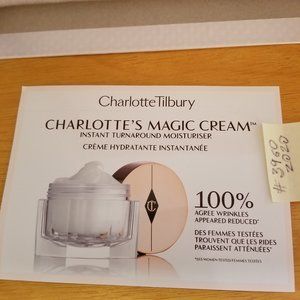 CharlotteTilbury
CHARLOTTE'S MAGIC CREAM™
INSTANT TURNAROUND MOISTURISER
CRÈME HYDRATANTE INSTANTANÉE
100%
AGREE WRINKLES
APPEARED REDUCED*
DES FEMMES TESTÉES
TROUVENT QUE LES RIDES
PARAISSENT ATTÉNUÉES*
#3960
2020